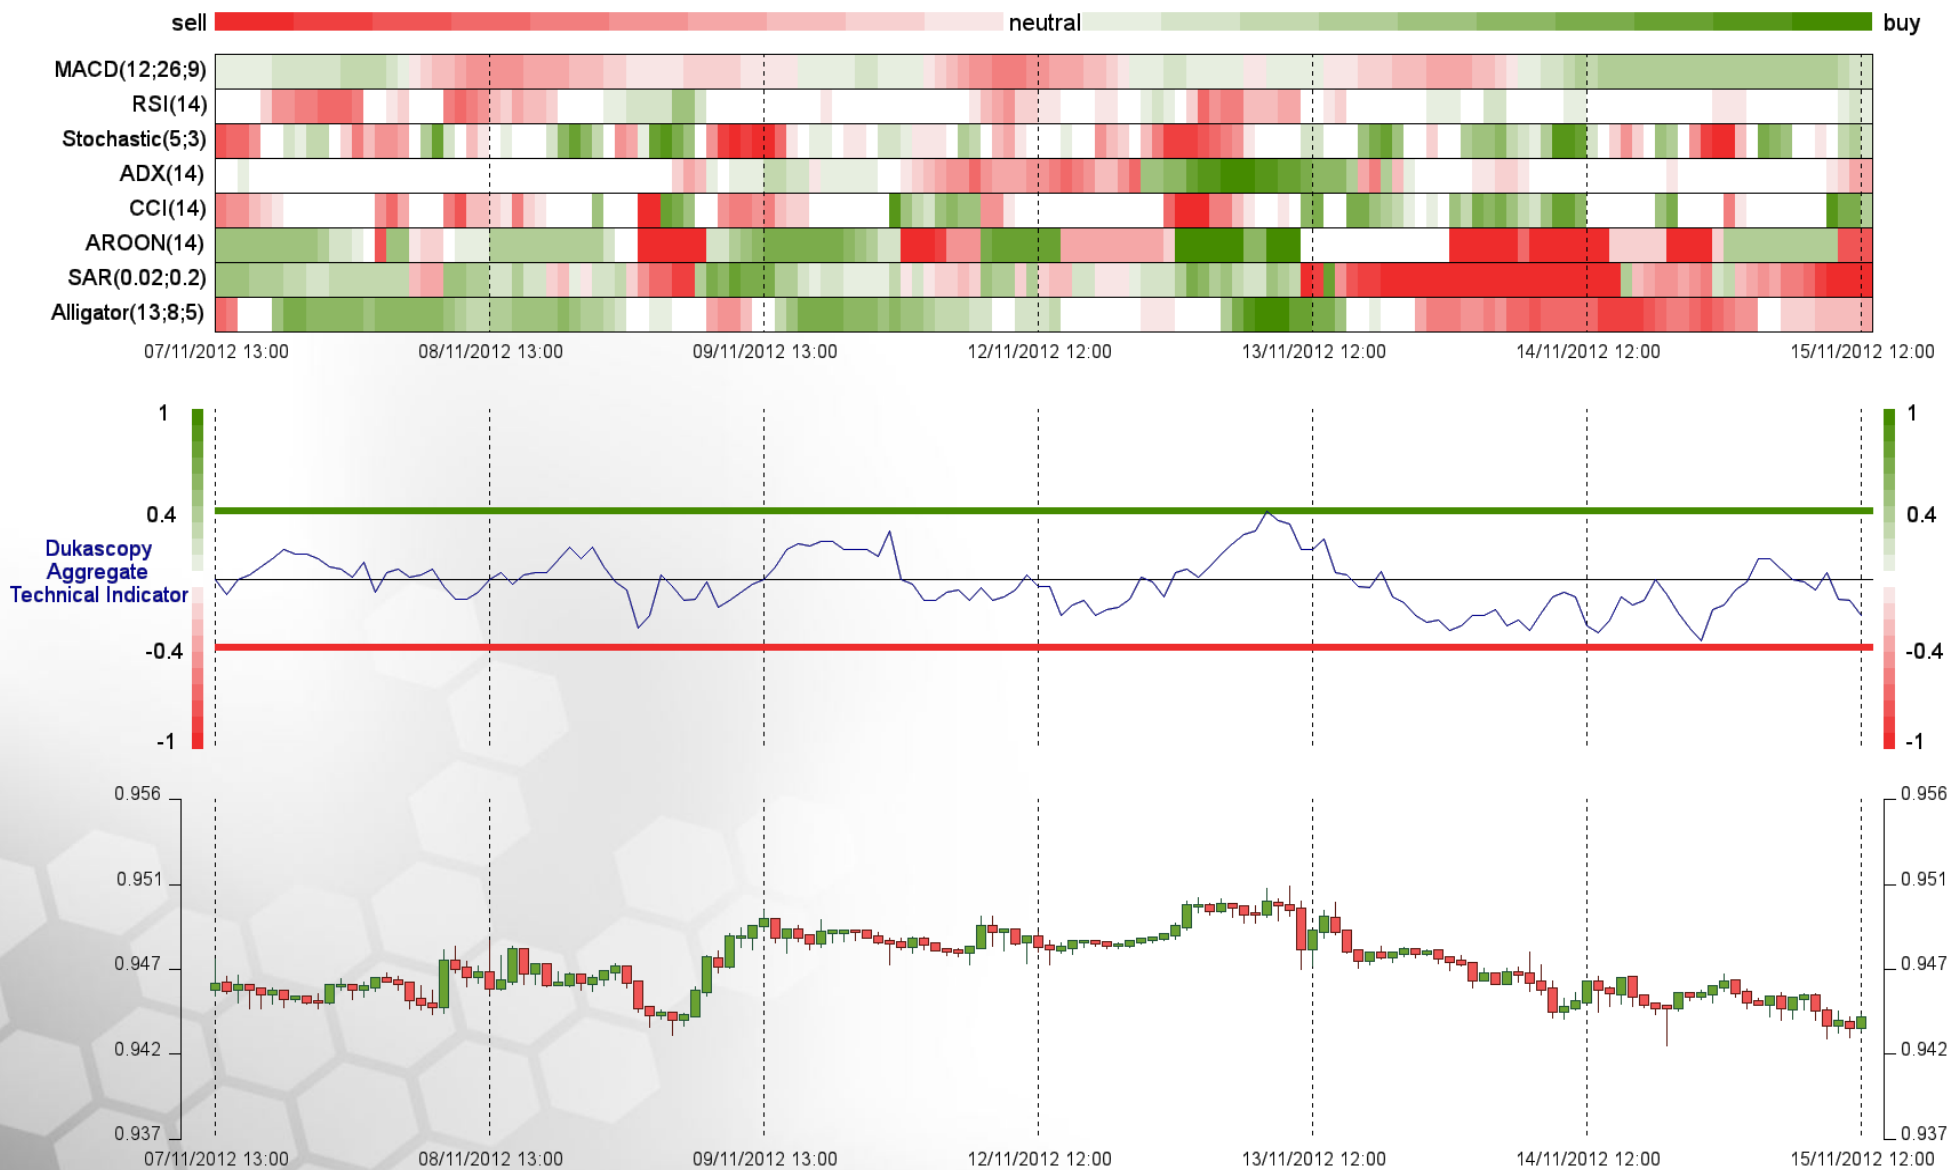 sell neutral buy
MACD(12;26;9)
RSI(14)
Stochastic(5;3)
ADX(14)
CCI(14)
AROON(14)
SAR(0.02;0.2)
Alligator(13;8;5)
07/11/2012 13:00 08/11/2012 13:00 09/11/2012 13:00 12/11/2012 12:00 13/11/2012 12:00 14/11/2012 12:00 15/11/2012 12:00
1 1
0.4 0.4
Dukascopy
Aggregate
Technical Indicator
-0.4 -0.4
-1 -1
0.956 0.956
0.951 0.951
0.947 0.947
0.942 0.942
0.937 0.937
07/11/2012 13:00 08/11/2012 13:00 09/11/2012 13:00 12/11/2012 12:00 13/11/2012 12:00 14/11/2012 12:00 15/11/2012 12:00